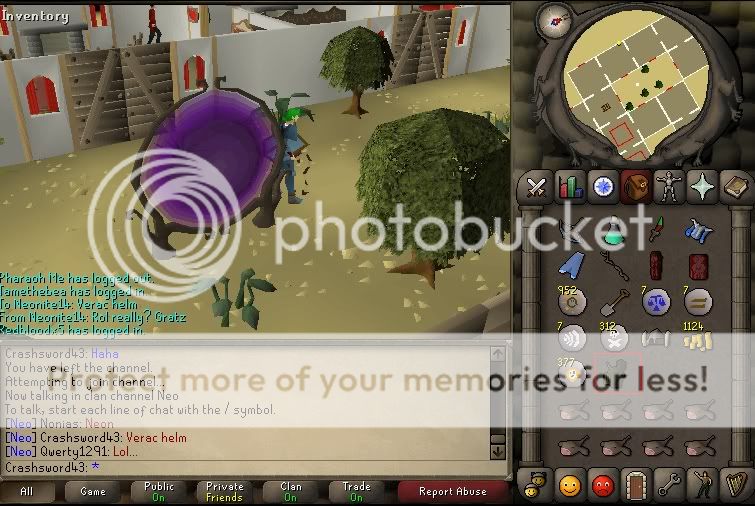 Inventory
photobucket
Pharaoh Me has logged out.
Jamethebea has logged in.
To Neonite14: Verac helm
From Neonite14: Rol really? Gratz
Redbloodx5 has logged in.
952
7
7
7
312
1124
377
Protect more of your memories for less!
Crashsword43: Haha
You have left the channel.
Attempting to join channel...
Now talking in clan channel Neo
To talk, start each line of chat with the / symbol.
[Neo] Nonias: Neon
[Neo] Crashsword43: Verac helm
[Neo] Qwerty1291: Lol...
Crashsword43: *
All
Game
Public
On
Private
Friends
Clan
On
Trade
On
Report Abuse